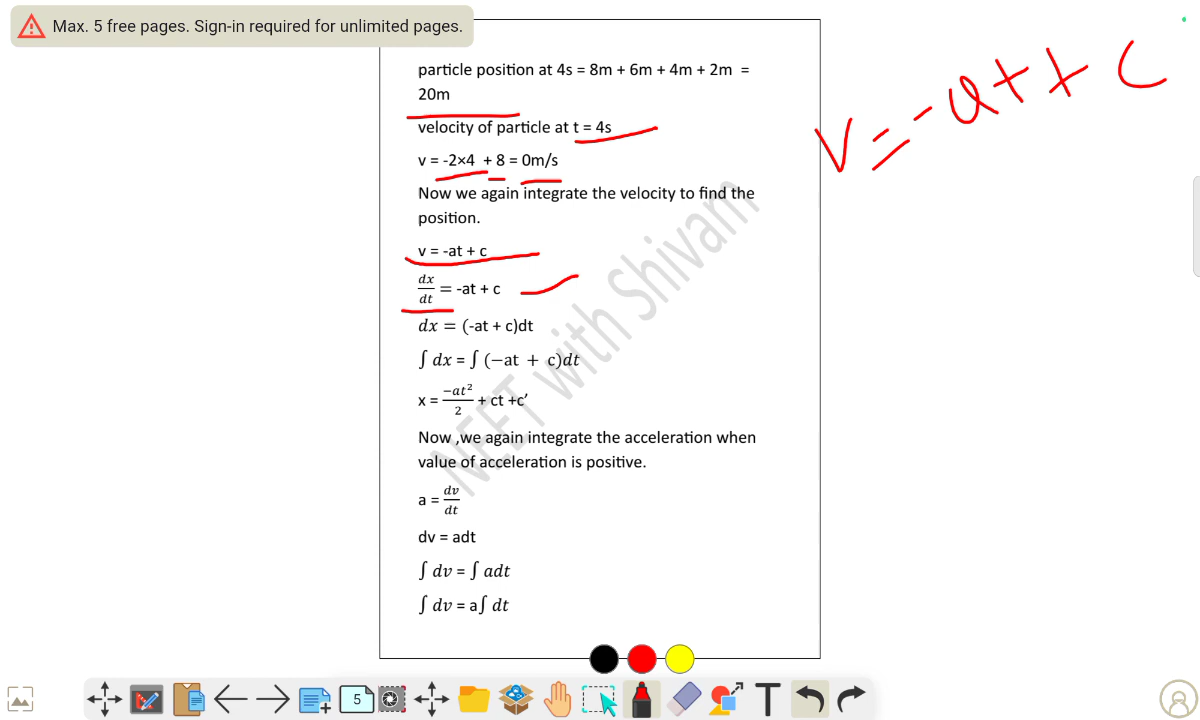 Max. 5 free pages. Sign-in required for unlimited pages.
particle position at 4s = 8m + 6m + 4m + 2m =
20m
velocity of particle at t = 4s
v = -2×4 + 8 = 0m/s
Now we again integrate the velocity to find the
position.
v = -at + c
dx/dt = -at + c
dx = (-at + c)dt
∫ dx = ∫ (−at + c)dt
x = −at²/2 + ct +c′
Now ,we again integrate the acceleration when
value of acceleration is positive.
a = dv/dt
dv = adt
∫ dv = ∫ adt
∫ dv = a∫ dt
NEET with Shivam
v = -at + c
5
T